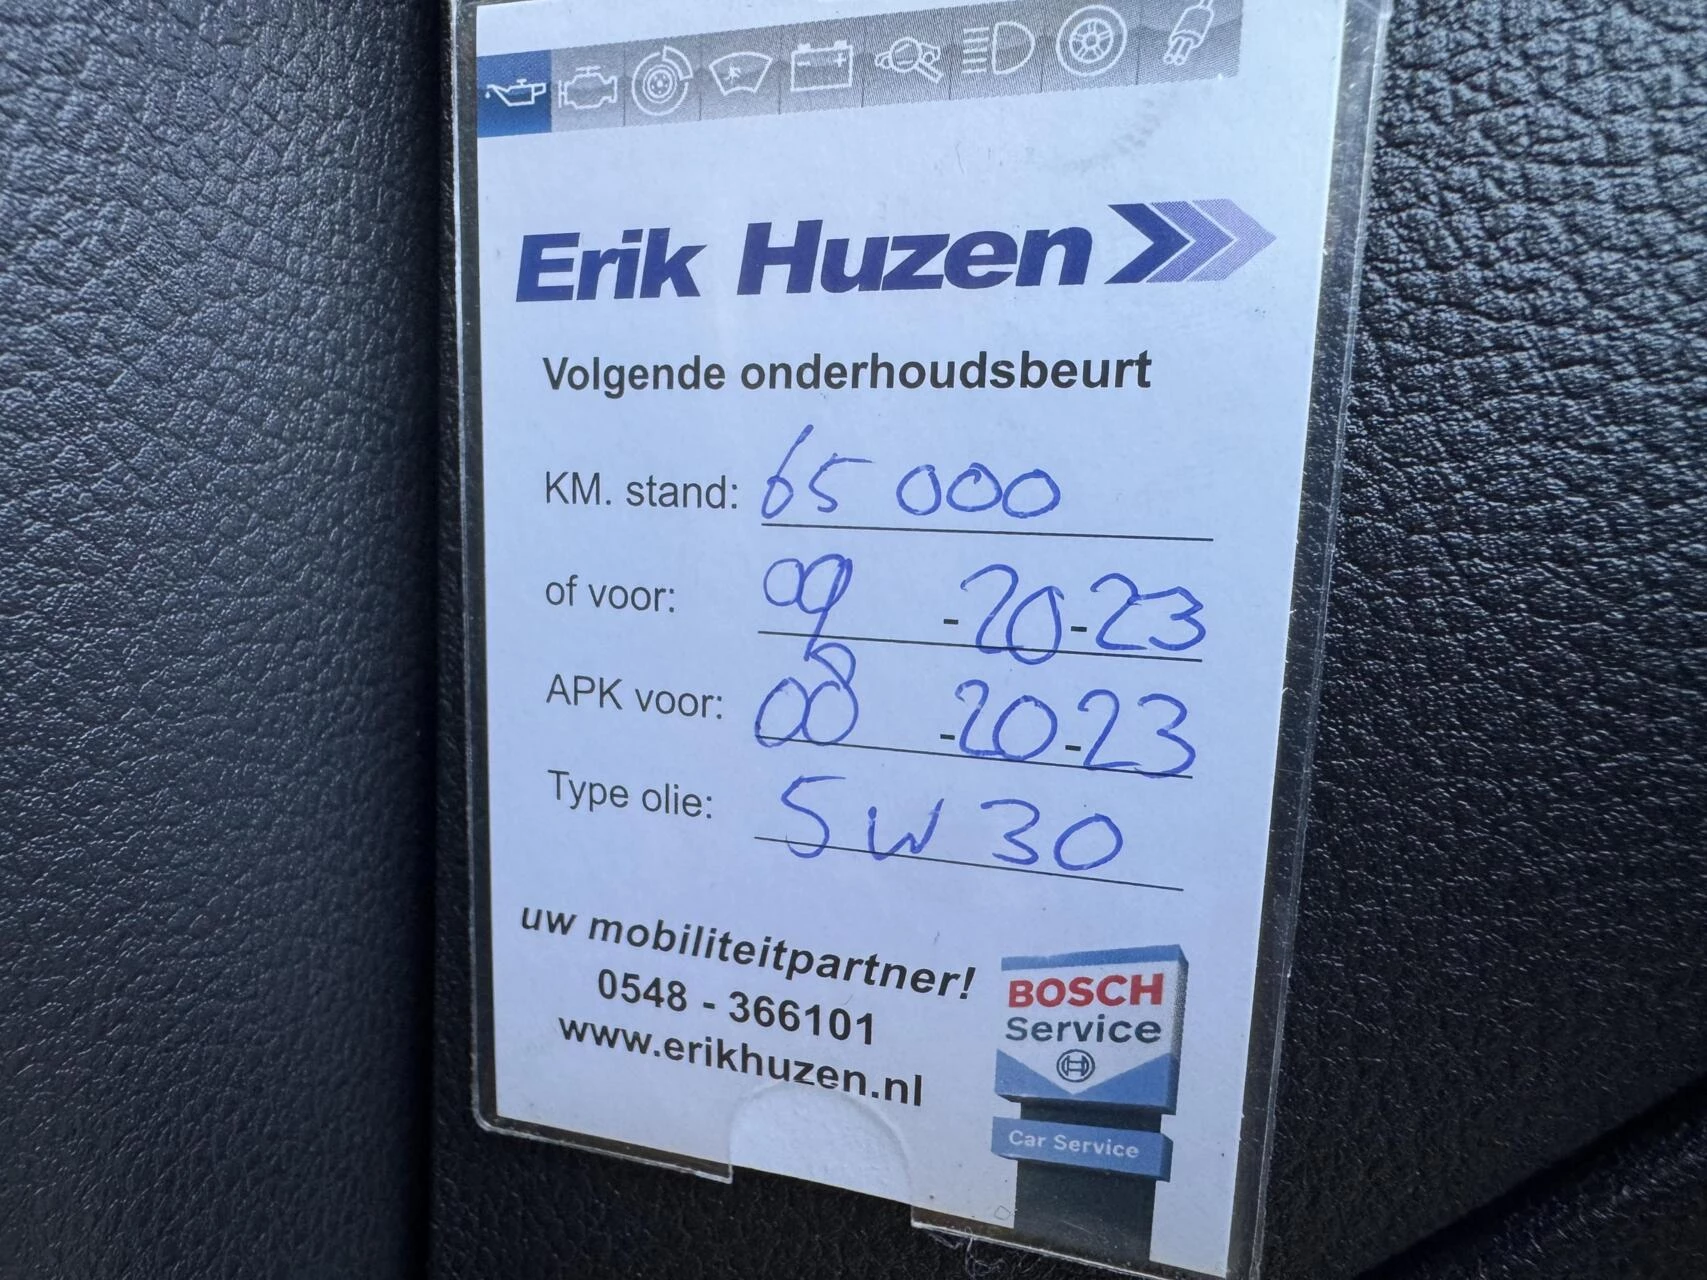 Erik Huzen
Volgende onderhoudsbeurt
KM. stand: 65 000
of voor: 09 -20-23
APK voor: 08 -20-23
Type olie: 5W30
uw mobiliteitpartner!
0548 - 366101
www.erikhuzen.nl
BOSCH
Service
Car Service